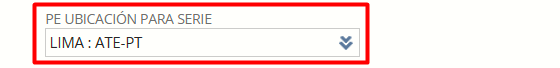 PE UBICACIÓN PARA SERIE
LIMA : ATE-PT